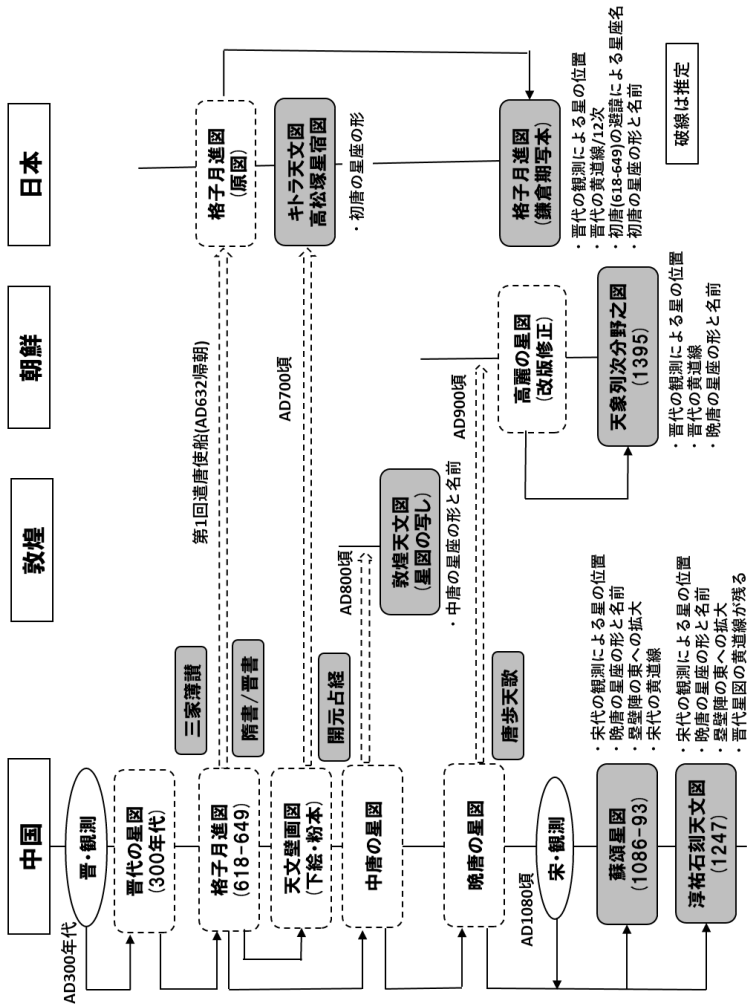 中国
敦煌
朝鮮
日本
AD300年代
晋・観測
晋代の星図
(300年代)
三家簿讃
格子月進図
(618-649)
隋書/晋書
第1回遣唐使船(AD632帰朝)
格子月進図
(原図)
天文壁画図
(下絵・粉本)
開元占経
AD700頃
キトラ天文図
高松塚星宿図
・初唐の星座の形
中唐の星図
AD800頃
敦煌天文図
(星図の写し)
・中唐の星座の形と名前
晩唐の星図
唐歩天歌
AD900頃
高麗の星図
(改版修正)
格子月進図
(鎌倉期写本)
・晋代の観測による星の位置
・晋代の黄道線/12次
・初唐(618-649)の避諱による星座名
・初唐の星座の形と名前
AD1080頃
宋・観測
蘇頌星図
(1086-93)
・宋代の観測による星の位置
・晩唐の星座の形と名前
・塁壁陣の東への拡大
・宋代の黄道線
天象列次分野之図
(1395)
・晋代の観測による星の位置
・晋代の黄道線
・晩唐の星座の形と名前
淳祐石刻天文図
(1247)
・宋代の観測による星の位置
・晩唐の星座の形と名前
・塁壁陣の東への拡大
・晋代星図の黄道線が残る
破線は推定